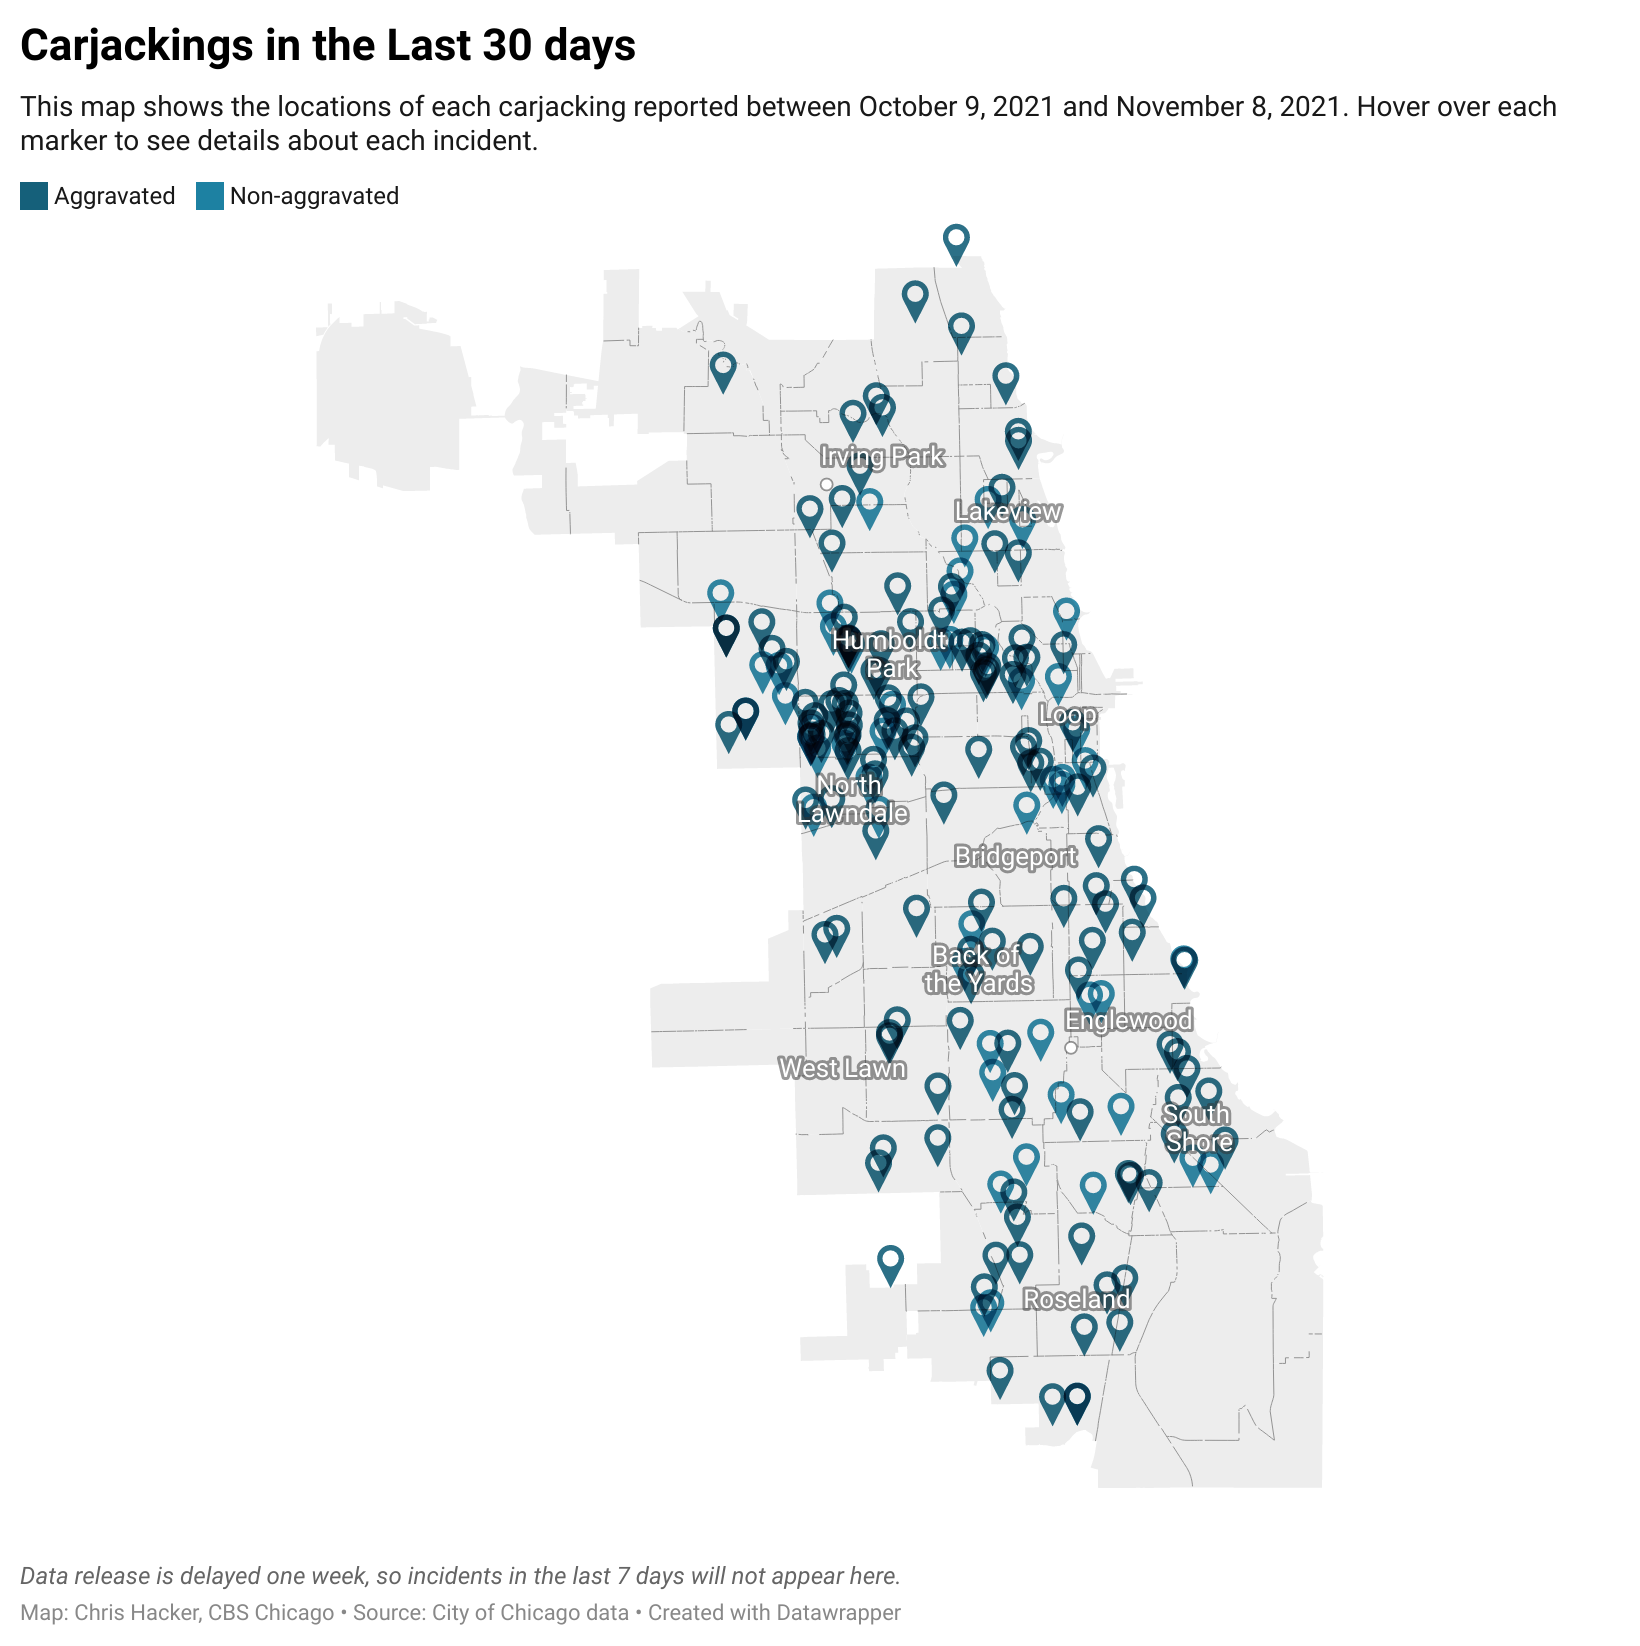 Carjackings in the Last 30 days
This map shows the locations of each carjacking reported between October 9, 2021 and November 8, 2021. Hover over each
marker to see details about each incident.
Aggravated Non-aggravated
Irving Park
Lakeview
Humboldt
Park
Loop
North
Lawndale
Bridgeport
Back of
the Yards
Englewood
West Lawn
South
Shore
Roseland
Data release is delayed one week, so incidents in the last 7 days will not appear here.
Map: Chris Hacker, CBS Chicago • Source: City of Chicago data • Created with Datawrapper